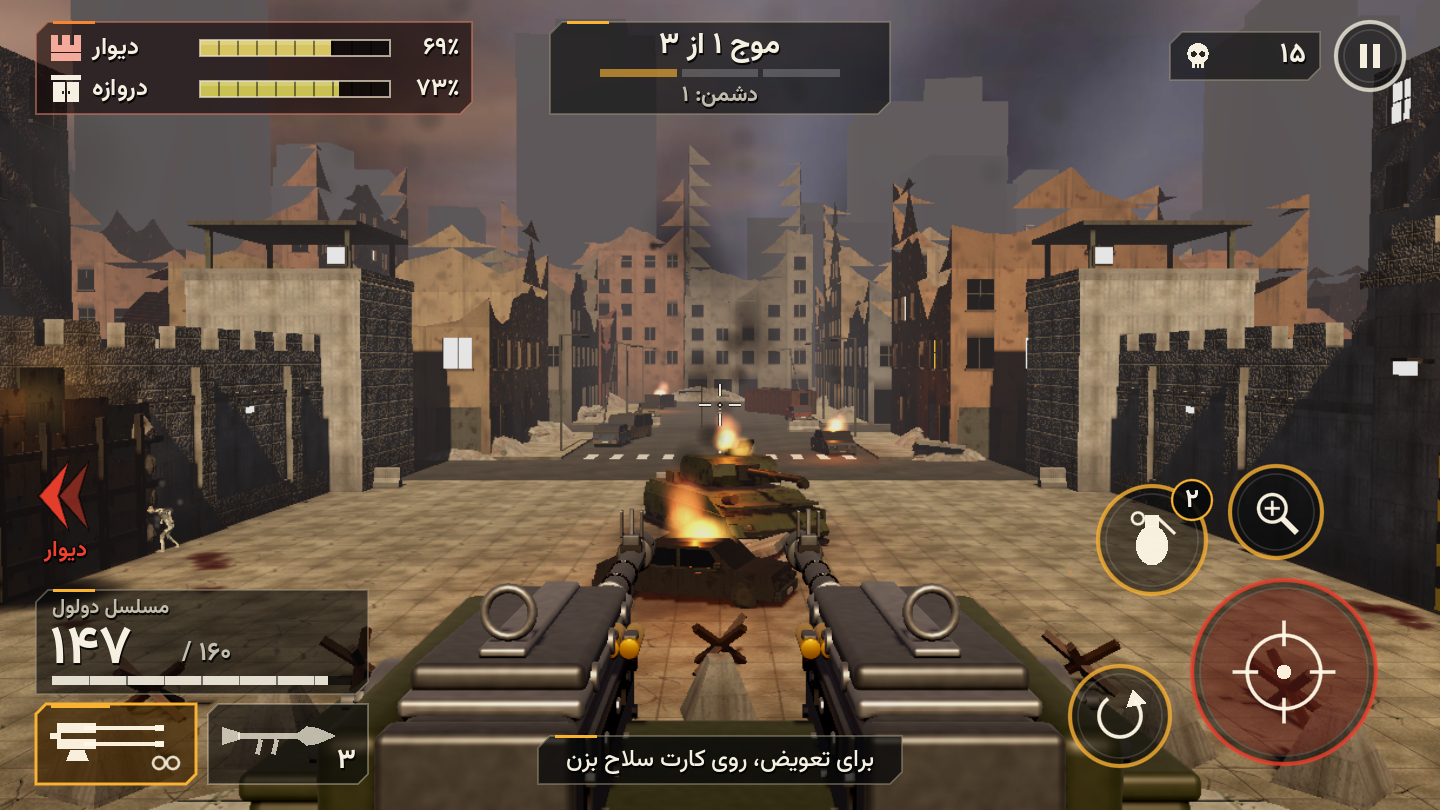 دیوار ۶۹٪
دروازه ۷۳٪
موج ۱ از ۳
دشمن: ۱
۱۵
دیوار
۲
مسلسل دولول
۱۴۷ / ۱۶۰
∞
۳
برای تعویض، روی کارت سلاح بزن